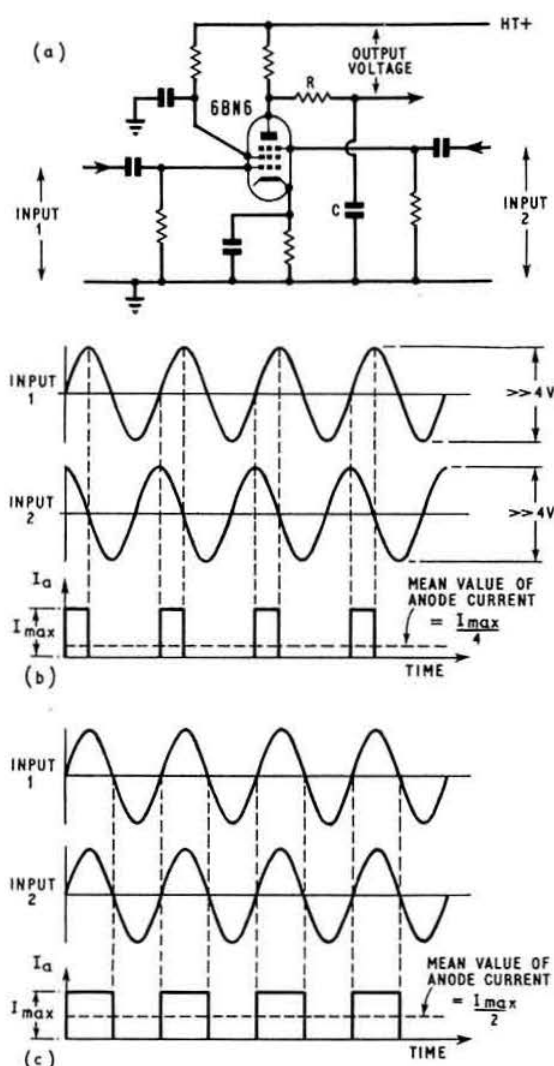 (a)
HT+
OUTPUT
VOLTAGE
R
6BN6
INPUT
1
C
INPUT
2
INPUT
1
>>4V
INPUT
2
>>4V
Ia
Imax
MEAN VALUE OF
ANODE CURRENT
= Imax
4
TIME
(b)
INPUT
1
INPUT
2
Ia
Imax
MEAN VALUE OF
ANODE CURRENT
= Imax
2
TIME
(c)